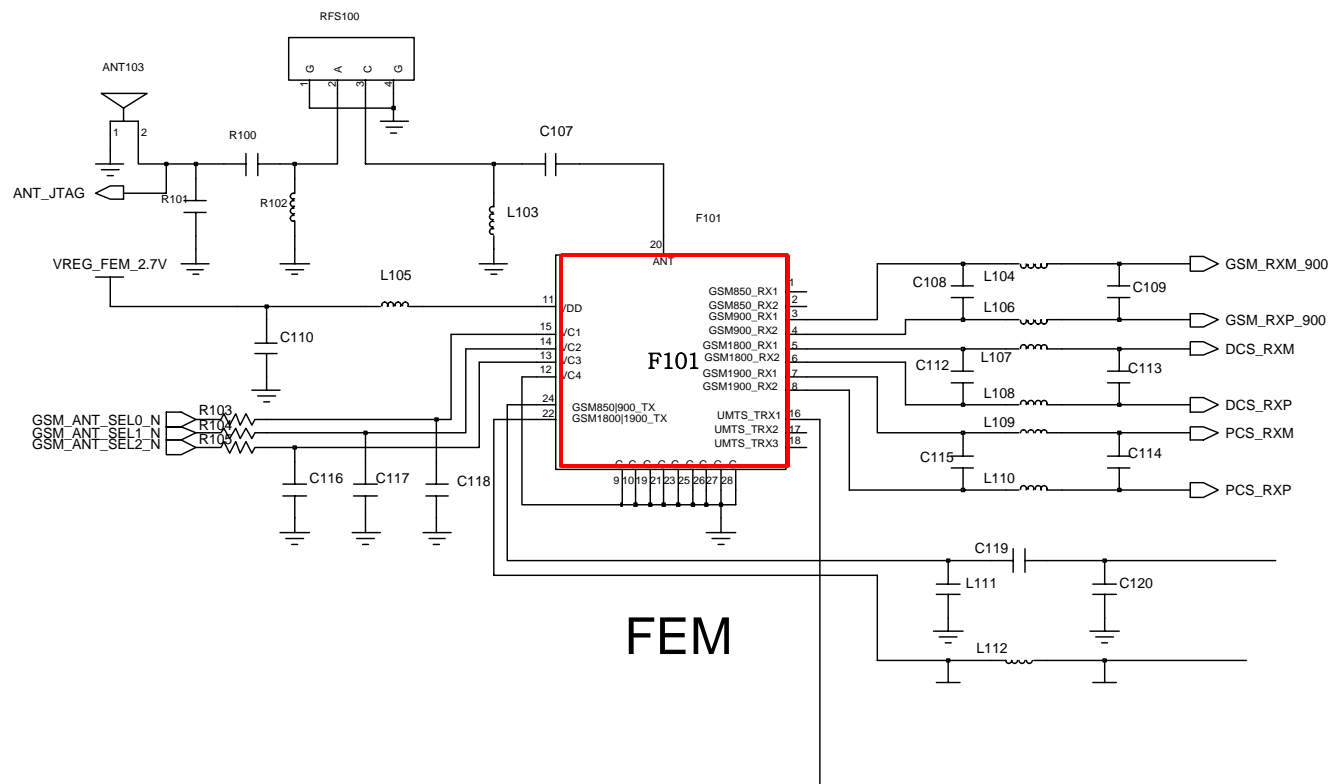 RFS100
G A C G
1 2 3 4
ANT103
1 2
R100
C107
ANT_JTAG
R101
R102
L103
F101
20
ANT
VREG_FEM_2.7V
L105
C110
11
VDD
15
VC1
14
VC2
13
VC3
12
VC4
24
GSM850|900_TX
22
GSM1800|1900_TX
F101
GSM850_RX1 1
GSM850_RX2 2
GSM900_RX1 3
GSM900_RX2 4
GSM1800_RX1 5
GSM1800_RX2 6
GSM1900_RX1 7
GSM1900_RX2 8
UMTS_TRX1 16
UMTS_TRX2 17
UMTS_TRX3 18
G G G G G G G G G
9 10 19 21 23 25 26 27 28
GSM_ANT_SEL0_N
R103
GSM_ANT_SEL1_N
R104
GSM_ANT_SEL2_N
R105
C116
C117
C118
C108
L104
C109
GSM_RXM_900
L106
GSM_RXP_900
L107
DCS_RXM
C112
C113
L108
DCS_RXP
L109
PCS_RXM
C115
C114
L110
PCS_RXP
C119
L111
C120
L112
FEM